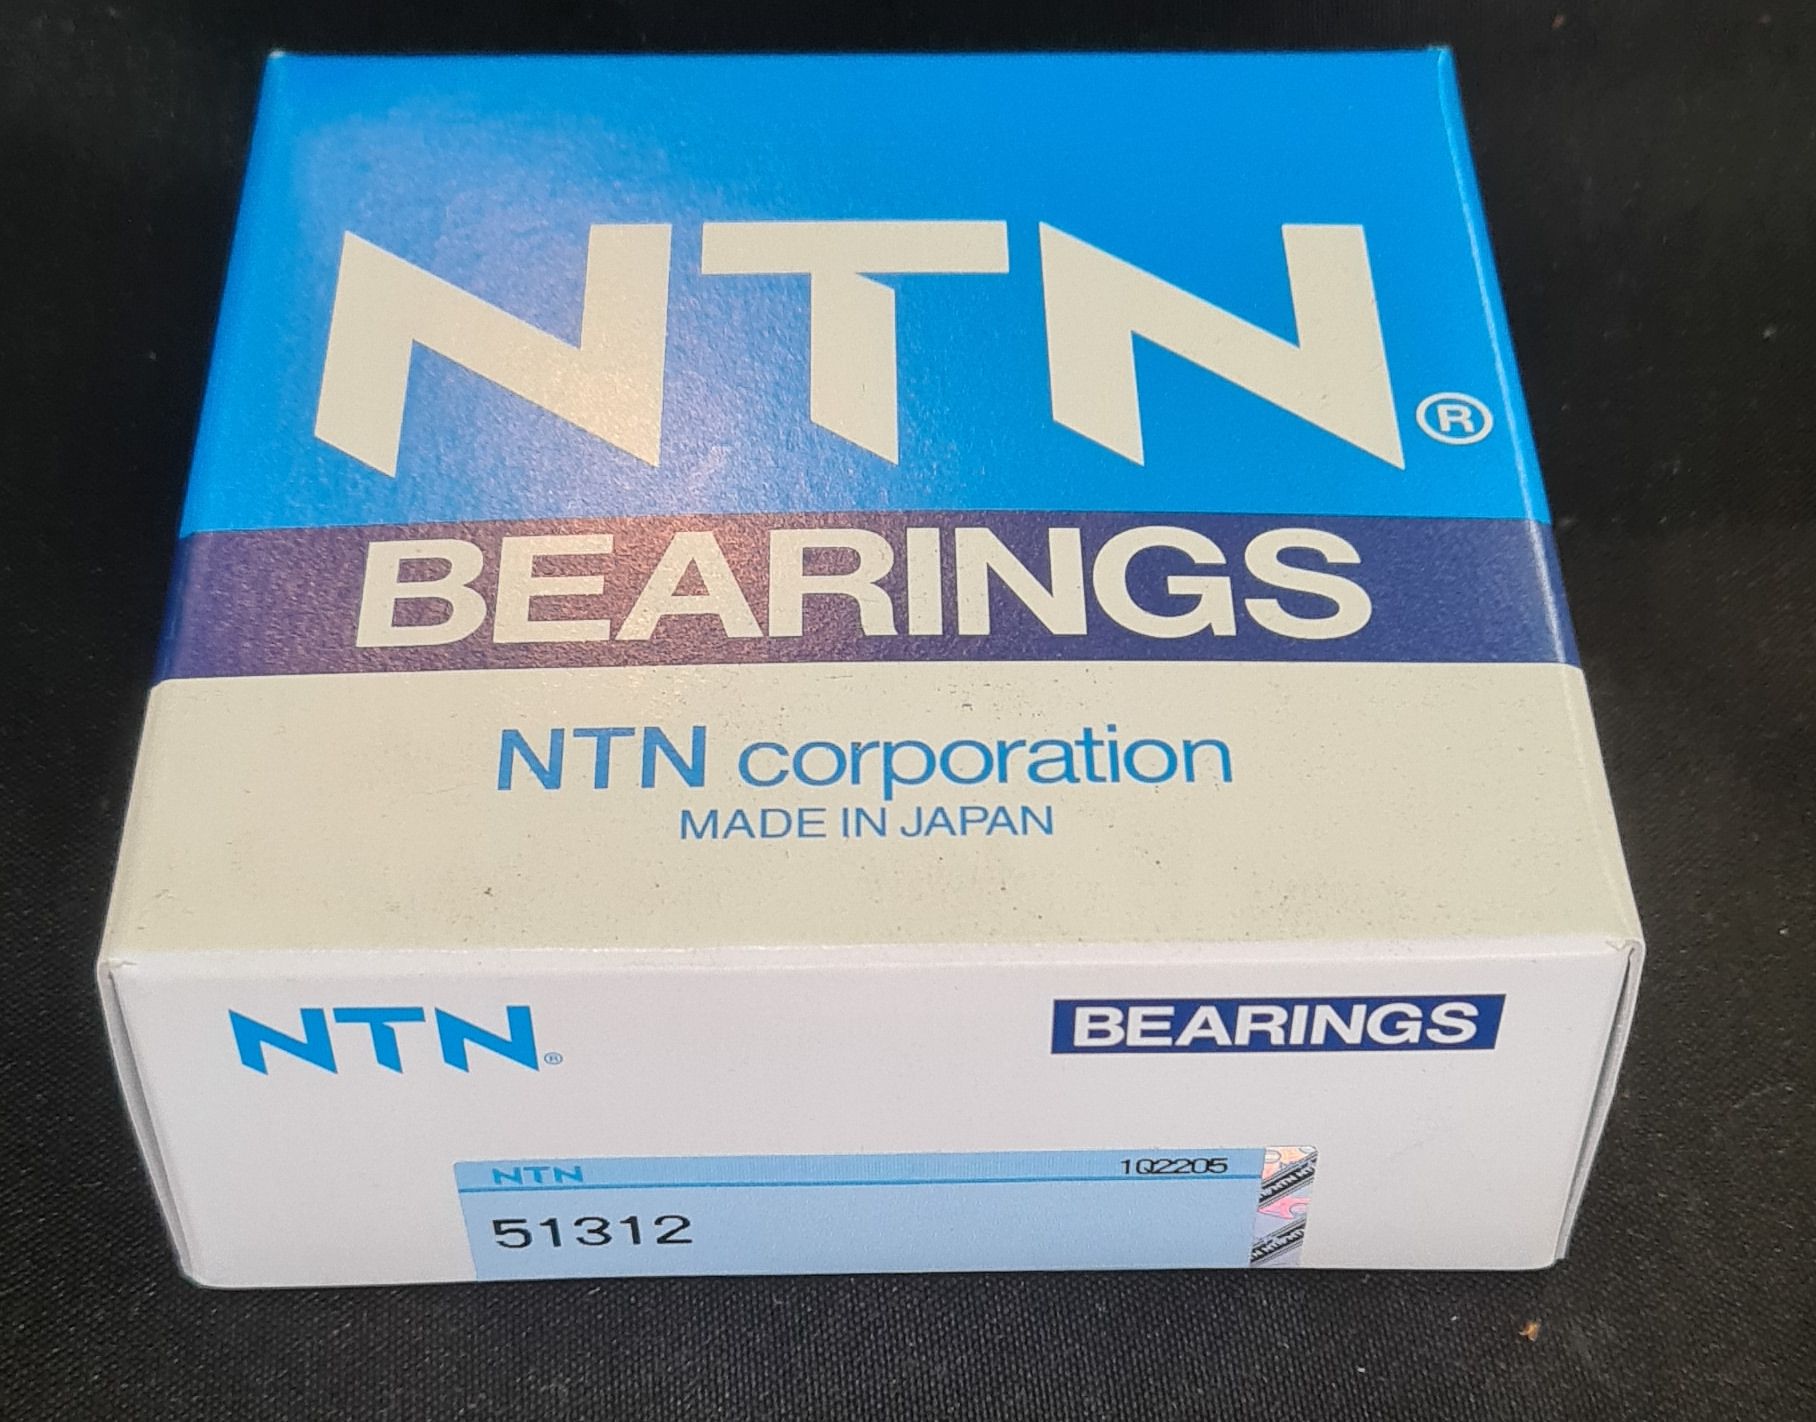 NTN®
BEARINGS
NTN corporation
MADE IN JAPAN
NTN® BEARINGS
NTN 1Q2205
51312